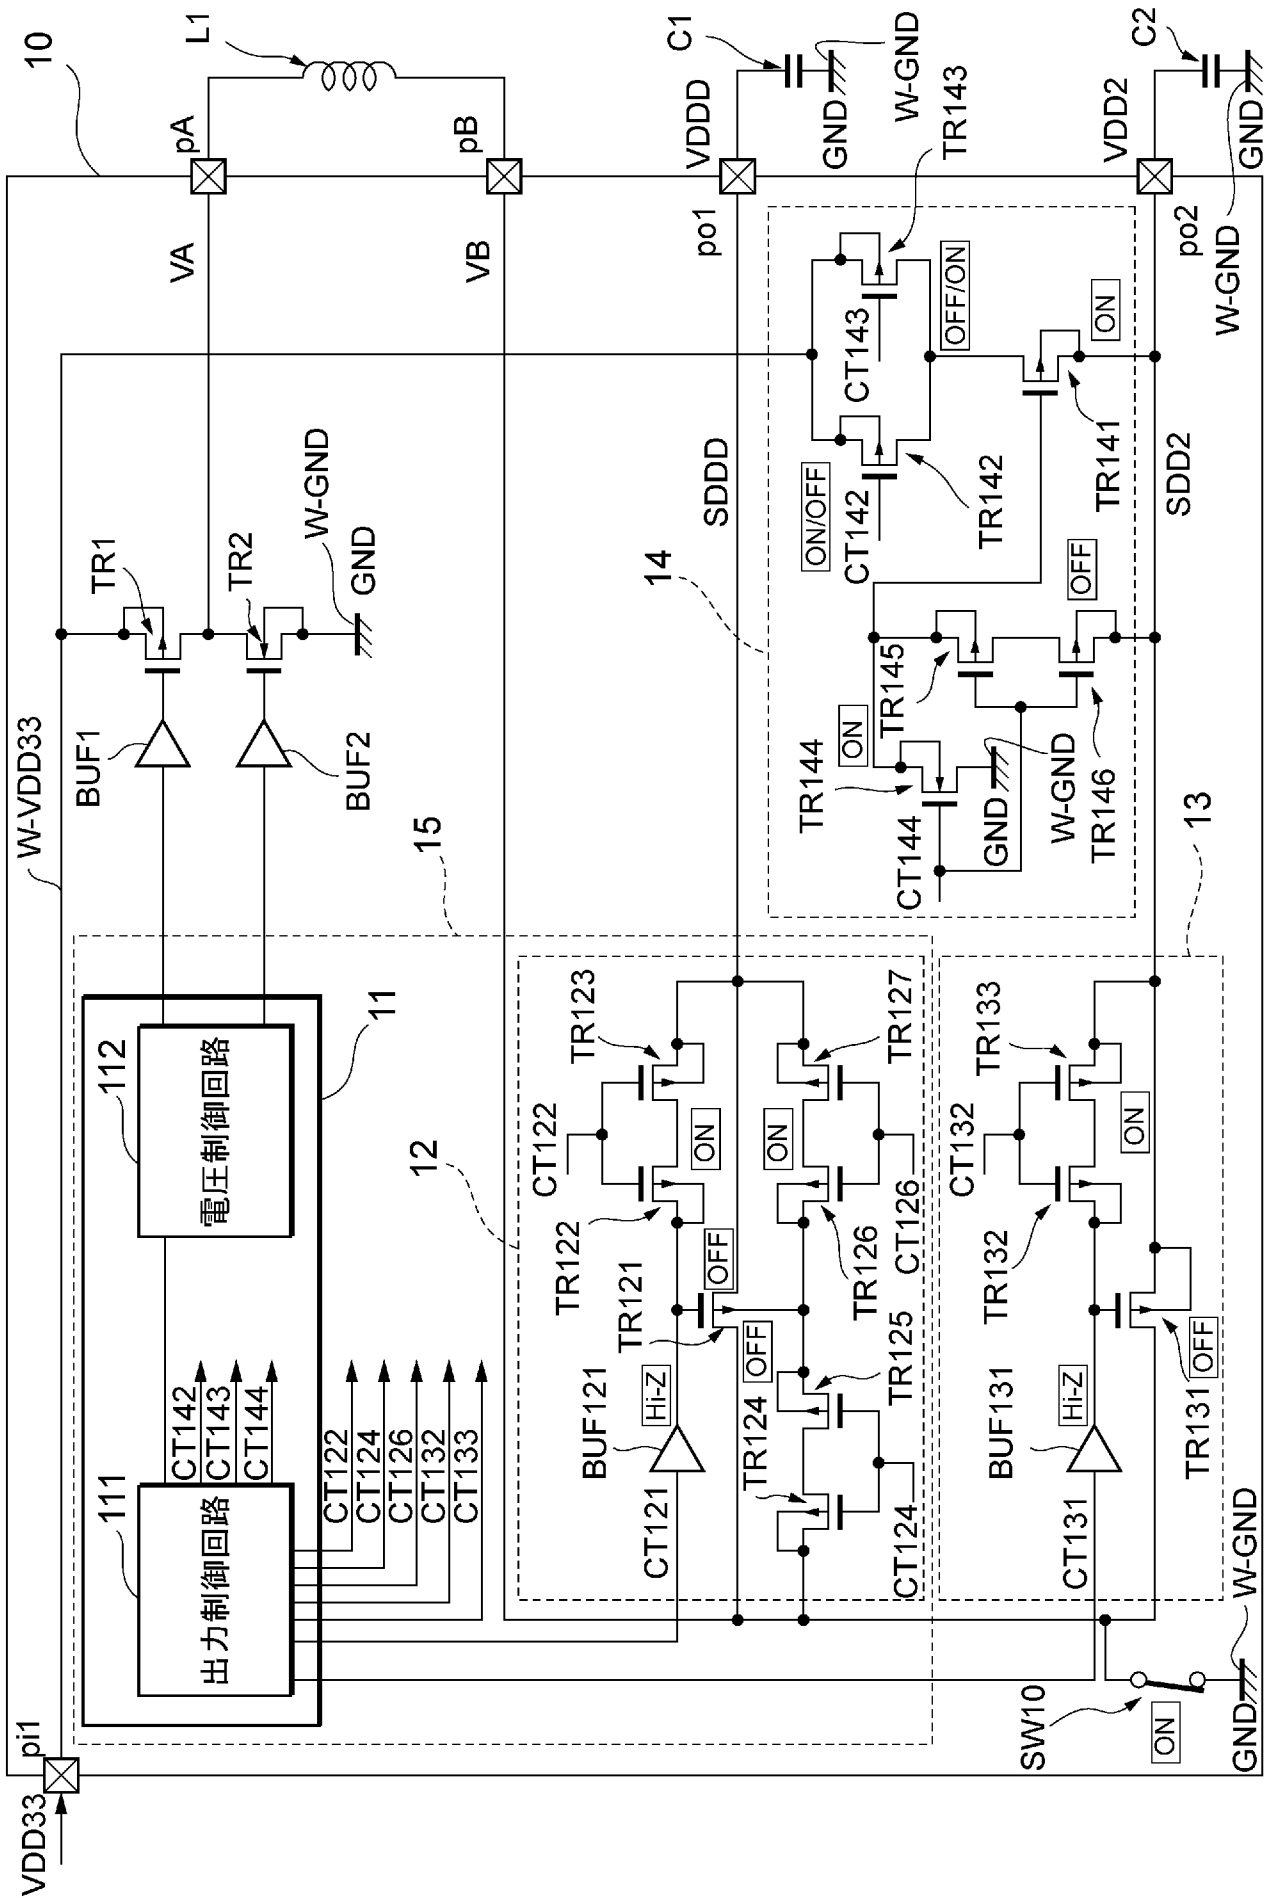 VDD33
pi1
W-VDD33
10
L1
pA
VA
pB
VB
TR1
TR2
W-GND
GND
BUF1
BUF2
15
11
112
電圧制御回路
111
出力制御回路
CT142
CT143
CT144
CT122
CT124
CT126
CT132
CT133
C1
VDDD
W-GND
GND
po1
SDDD
C2
VDD2
GND
W-GND
po2
SDD2
14
TR143
CT143
OFF/ON
ON/OFF
CT142
TR142
ON
TR141
TR145
OFF
TR146
TR144
ON
CT144
GND
W-GND
12
TR123
CT122
TR122
ON
TR127
ON
TR126
CT126
TR121
OFF
OFF
BUF121
Hi-Z
CT121
TR125
TR124
CT124
13
TR133
CT132
TR132
ON
BUF131
Hi-Z
CT131
TR131
OFF
SW10
ON
W-GND
GND